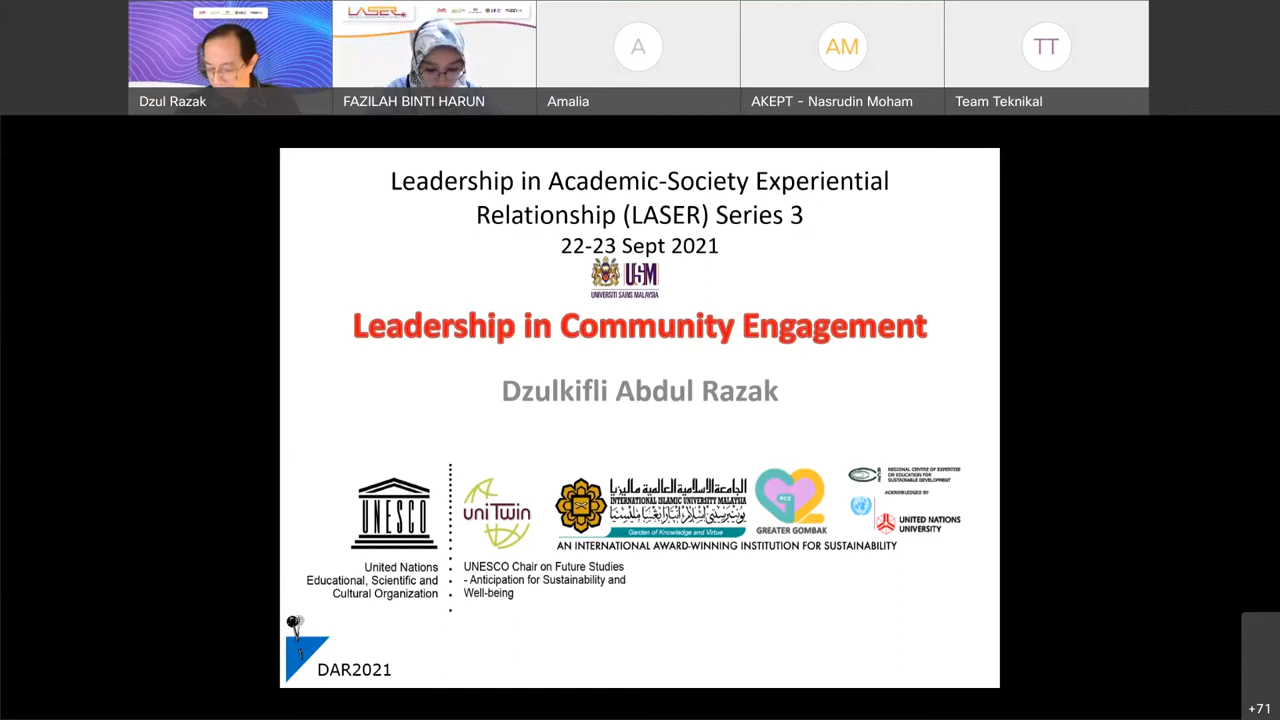 LASER
Dzul Razak
FAZILAH BINTI HARUN
A
Amalia
AM
AKEPT - Nasrudin Moham
TT
Team Teknikal
Leadership in Academic-Society Experiential
Relationship (LASER) Series 3
22-23 Sept 2021
USM
UNIVERSITI SAINS MALAYSIA
Leadership in Community Engagement
Dzulkifli Abdul Razak
UNESCO
United Nations
Educational, Scientific and
Cultural Organization
uniTwin
UNESCO Chair on Future Studies
- Anticipation for Sustainability and
Well-being
الجامعة الإسلامية العالمية ماليزيا
INTERNATIONAL ISLAMIC UNIVERSITY MALAYSIA
Garden of Knowledge and Virtue
AN INTERNATIONAL AWARD-WINNING INSTITUTION FOR SUSTAINABILITY
RCE
GREATER GOMBAK
RCE
REGIONAL CENTRE OF EXPERTISE
ON EDUCATION FOR
SUSTAINABLE DEVELOPMENT
ACKNOWLEDGED BY
UNITED NATIONS
UNIVERSITY
DAR2021
+71